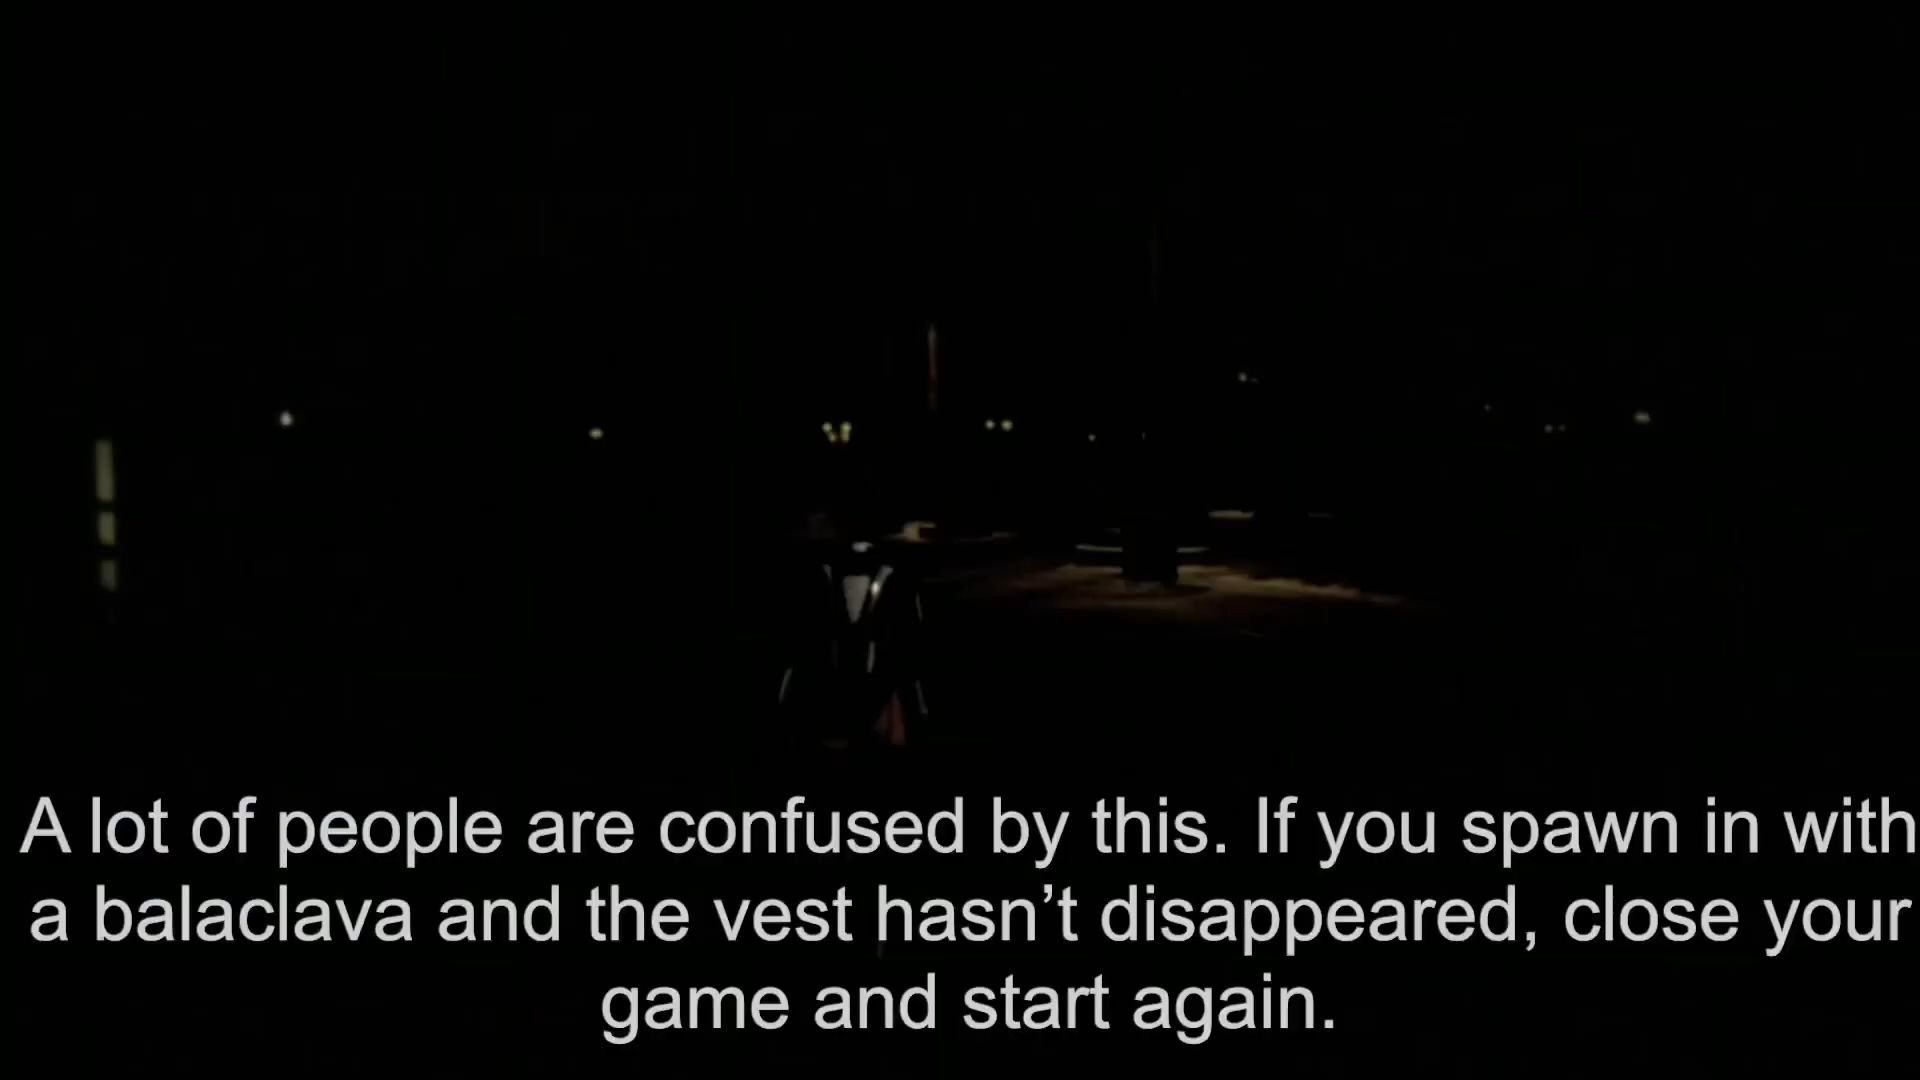 A lot of people are confused by this. If you spawn in with
a balaclava and the vest hasn’t disappeared, close your
game and start again.